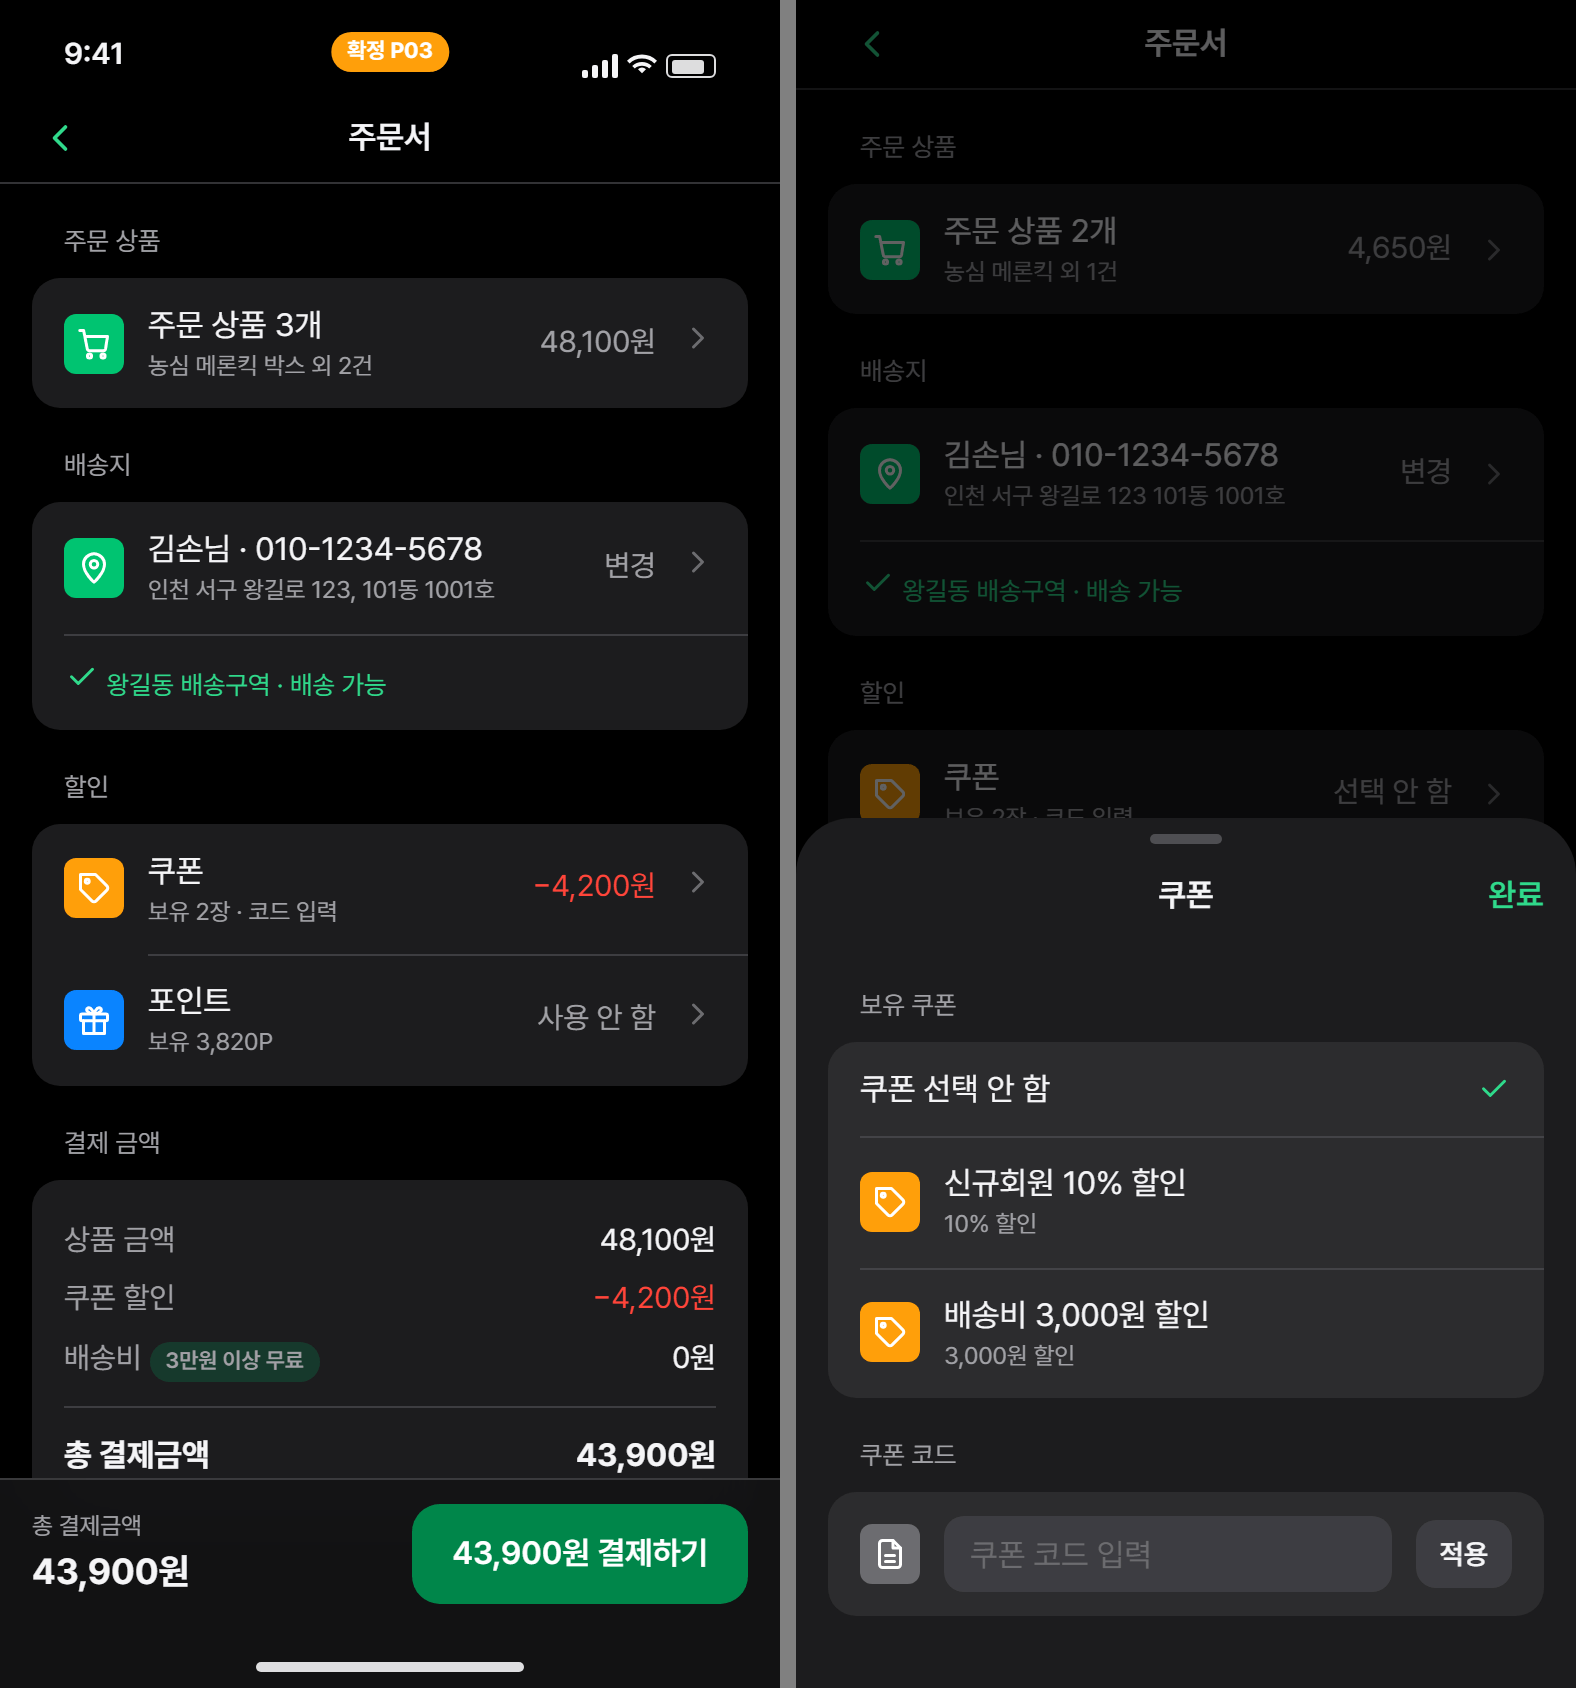 9:41
확정 P03
주문서
주문 상품
주문 상품 3개
농심 메론킥 박스 외 2건
48,100원
배송지
김손님 · 010-1234-5678
인천 서구 왕길로 123, 101동 1001호
변경
왕길동 배송구역 · 배송 가능
할인
쿠폰
보유 2장 · 코드 입력
−4,200원
포인트
보유 3,820P
사용 안 함
결제 금액
상품 금액 48,100원
쿠폰 할인 −4,200원
배송비 3만원 이상 무료 0원
총 결제금액 43,900원
총 결제금액
43,900원
43,900원 결제하기
주문서
주문 상품
주문 상품 2개
농심 메론킥 외 1건
4,650원
배송지
김손님 · 010-1234-5678
인천 서구 왕길로 123 101동 1001호
변경
왕길동 배송구역 · 배송 가능
할인
쿠폰
보유 2장 · 코드 입력
선택 안 함
쿠폰
완료
보유 쿠폰
쿠폰 선택 안 함
신규회원 10% 할인
10% 할인
배송비 3,000원 할인
3,000원 할인
쿠폰 코드
쿠폰 코드 입력
적용